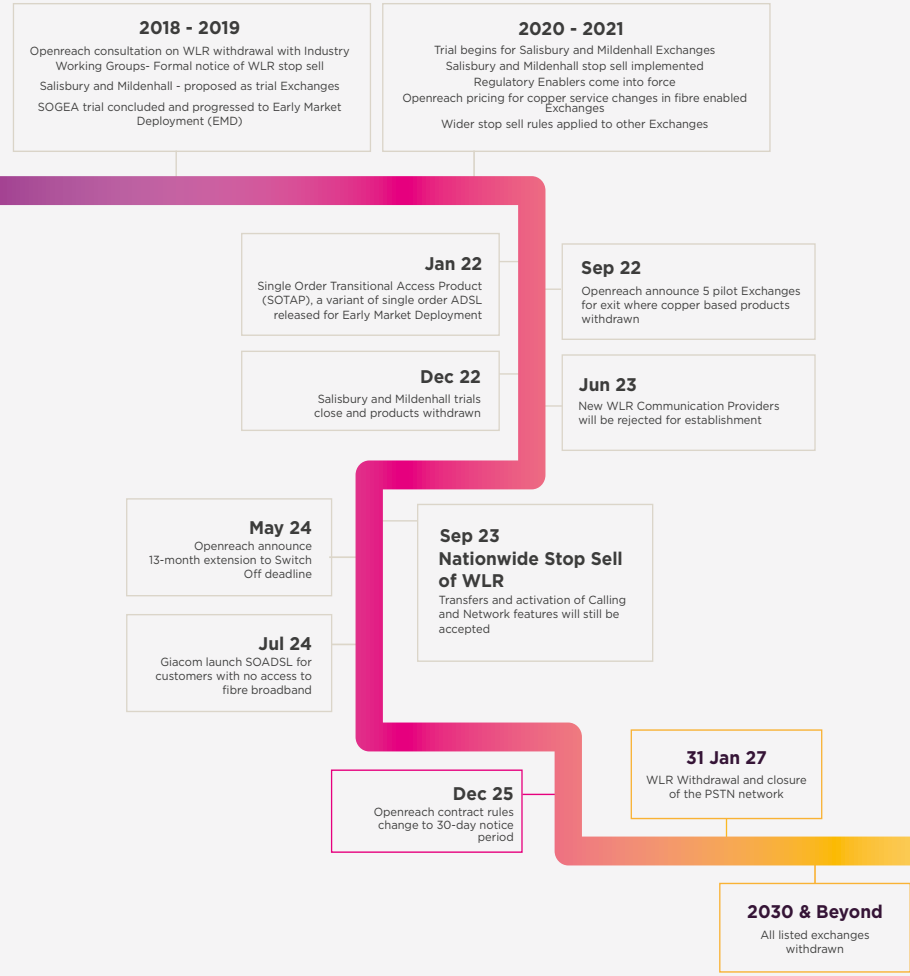 2018 - 2019
Openreach consultation on WLR withdrawal with Industry
Working Groups- Formal notice of WLR stop sell
Salisbury and Mildenhall - proposed as trial Exchanges
SOGEA trial concluded and progressed to Early Market
Deployment (EMD)
2020 - 2021
Trial begins for Salisbury and Mildenhall Exchanges
Salisbury and Mildenhall stop sell implemented
Regulatory Enablers come into force
Openreach pricing for copper service changes in fibre enabled
Exchanges
Wider stop sell rules applied to other Exchanges
Jan 22
Single Order Transitional Access Product
(SOTAP), a variant of single order ADSL
released for Early Market Deployment
Sep 22
Openreach announce 5 pilot Exchanges
for exit where copper based products
withdrawn
Dec 22
Salisbury and Mildenhall trials
close and products withdrawn
Jun 23
New WLR Communication Providers
will be rejected for establishment
Sep 23
Nationwide Stop Sell
of WLR
Transfers and activation of Calling
and Network features will still be
accepted
May 24
Openreach announce
13-month extension to Switch
Off deadline
Jul 24
Giacom launch SOADSL for
customers with no access to
fibre broadband
Dec 25
Openreach contract rules
change to 30-day notice
period
31 Jan 27
WLR Withdrawal and closure
of the PSTN network
2030 & Beyond
All listed exchanges
withdrawn